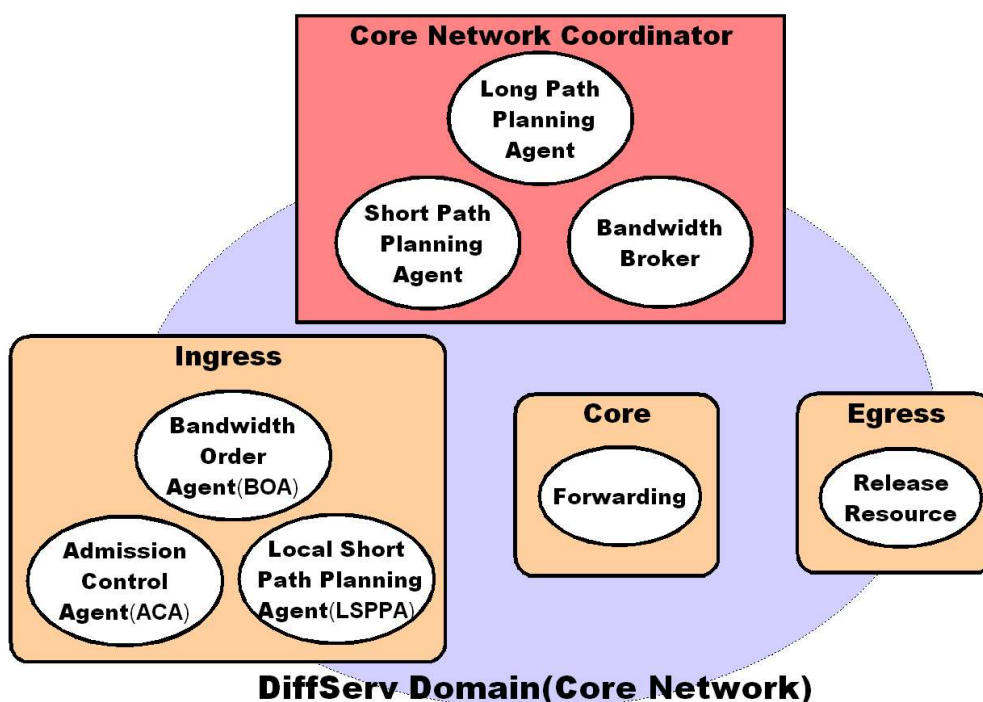 Core Network Coordinator
Long Path
Planning
Agent
Short Path
Planning
Agent
Bandwidth
Broker
Ingress
Bandwidth
Order
Agent(BOA)
Admission
Control
Agent(ACA)
Local Short
Path Planning
Agent(LSPPA)
Core
Forwarding
Egress
Release
Resource
DiffServ Domain(Core Network)